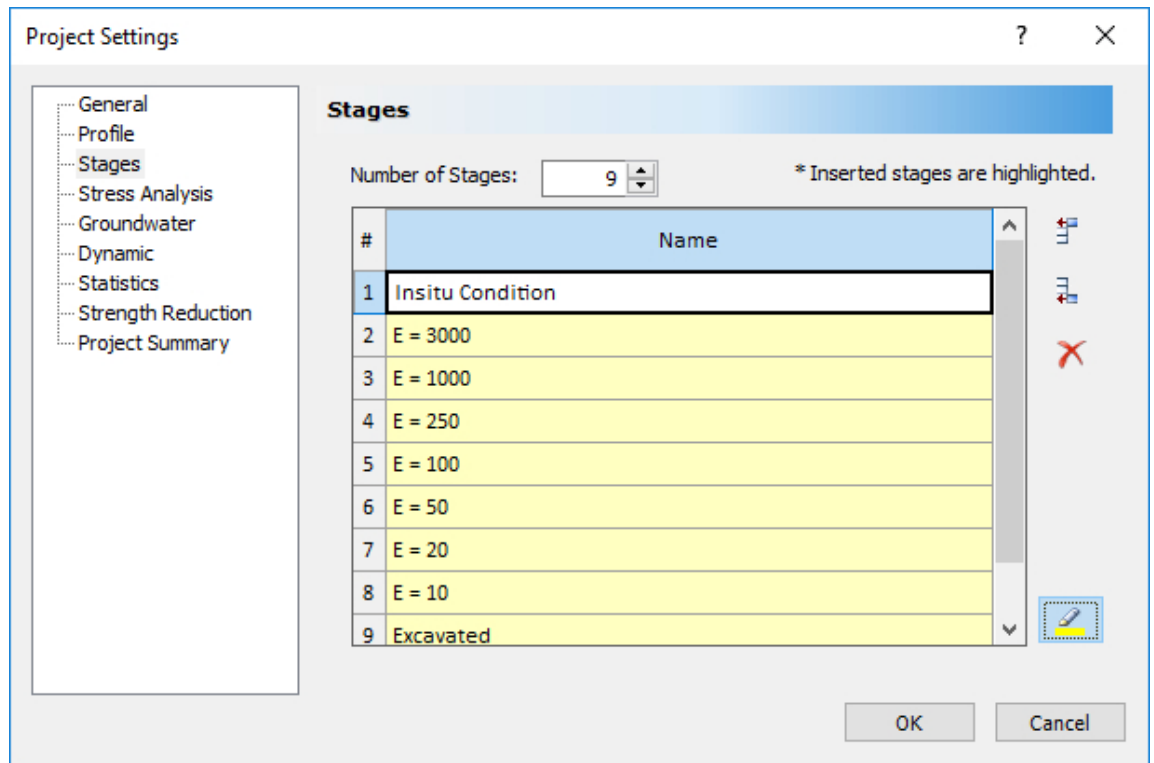 Project Settings
?
General
Profile
Stages
Stress Analysis
Groundwater
Dynamic
Statistics
Strength Reduction
Project Summary
Stages
Number of Stages: 9 * Inserted stages are highlighted.
# Name
1 Insitu Condition
2 E = 3000
3 E = 1000
4 E = 250
5 E = 100
6 E = 50
7 E = 20
8 E = 10
9 Excavated
OK Cancel